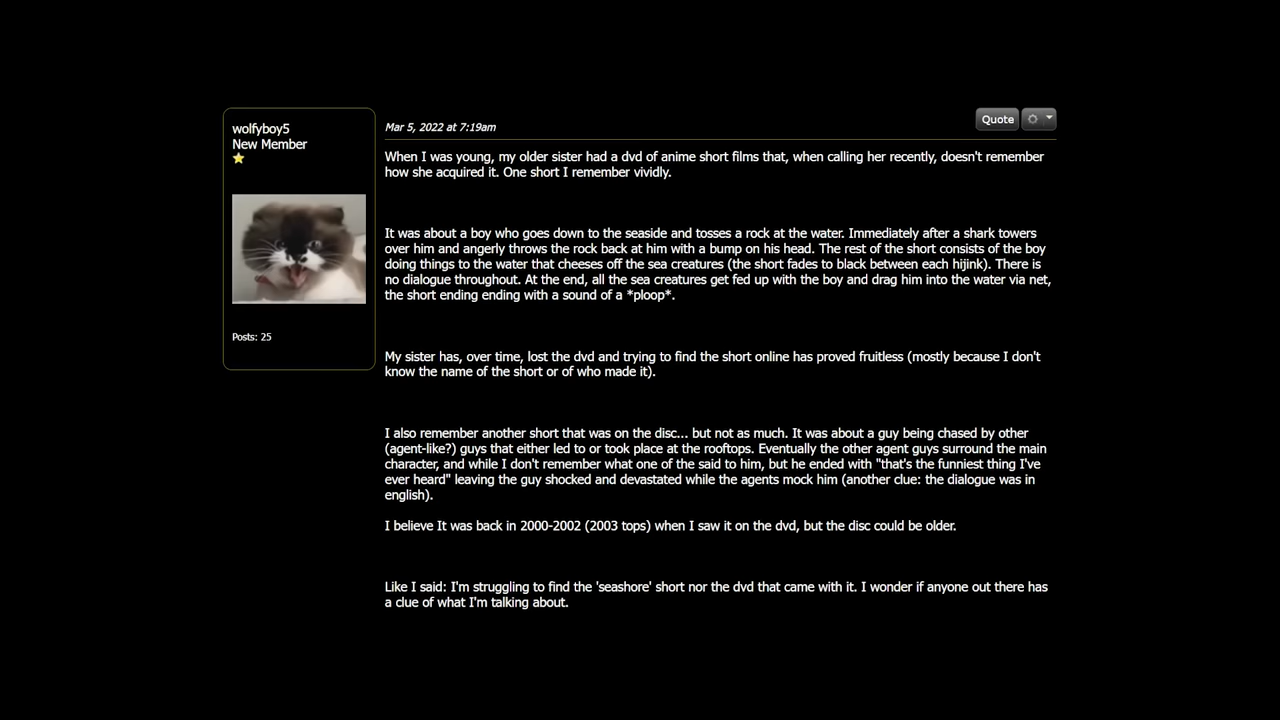 wolfyboy5
New Member
Posts: 25
Mar 5, 2022 at 7:19am
Quote
When I was young, my older sister had a dvd of anime short films that, when calling her recently, doesn't remember
how she acquired it. One short I remember vividly.
It was about a boy who goes down to the seaside and tosses a rock at the water. Immediately after a shark towers
over him and angerly throws the rock back at him with a bump on his head. The rest of the short consists of the boy
doing things to the water that cheeses off the sea creatures (the short fades to black between each hijink). There is
no dialogue throughout. At the end, all the sea creatures get fed up with the boy and drag him into the water via net,
the short ending ending with a sound of a *ploop*.
My sister has, over time, lost the dvd and trying to find the short online has proved fruitless (mostly because I don't
know the name of the short or of who made it).
I also remember another short that was on the disc... but not as much. It was about a guy being chased by other
(agent-like?) guys that either led to or took place at the rooftops. Eventually the other agent guys surround the main
character, and while I don't remember what one of the said to him, but he ended with "that's the funniest thing I've
ever heard" leaving the guy shocked and devastated while the agents mock him (another clue: the dialogue was in
english).
I believe It was back in 2000-2002 (2003 tops) when I saw it on the dvd, but the disc could be older.
Like I said: I'm struggling to find the 'seashore' short nor the dvd that came with it. I wonder if anyone out there has
a clue of what I'm talking about.